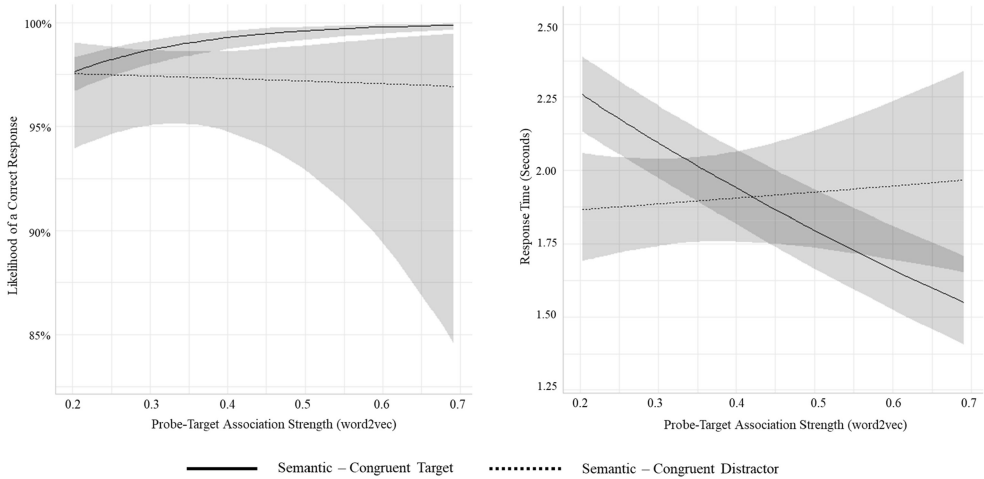 Likelihood of a Correct Response
100%
95%
90%
85%
0.2 0.3 0.4 0.5 0.6 0.7
Probe-Target Association Strength (word2vec)
Response Time (Seconds)
2.50
2.25
2.00
1.75
1.50
1.25
0.2 0.3 0.4 0.5 0.6 0.7
Probe-Target Association Strength (word2vec)
Semantic – Congruent Target
Semantic – Congruent Distractor